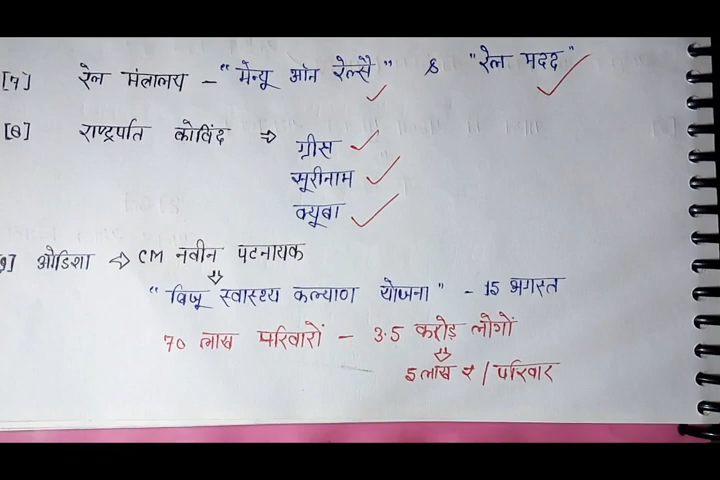 [7] रेल मंत्रालय – "मेन्यू ऑन रेल्सै" & "रेल मदद"
[8] राष्ट्रपति कोविंद ⇒ ग्रीस
सूरीनाम
क्यूबा
9] ओडिशा ⇒ CM नवीन पटनायक
"बिजू स्वास्थ्य कल्याण योजना" - 15 अगस्त
70 लाख परिवारों – 3.5 करोड़ लोगों
5 लाख ₹ / परिवार